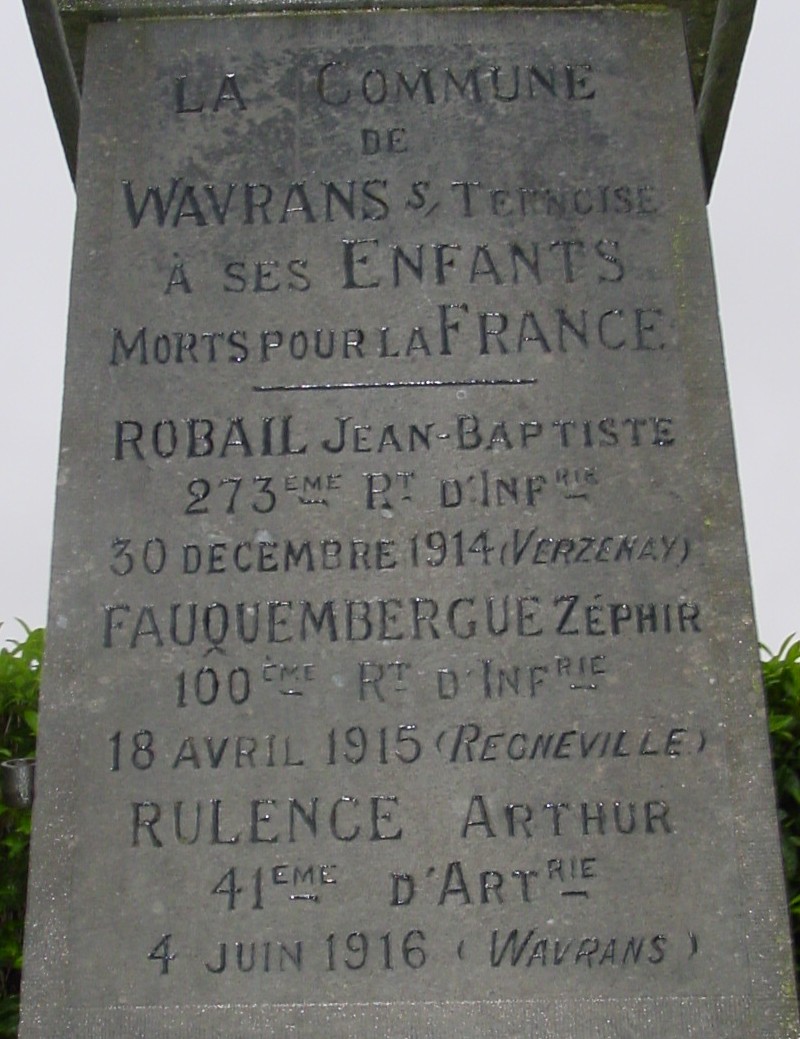 LA COMMUNE
DE
WAVRANS S/ TERNOISE
À SES ENFANTS
MORTS POUR LA FRANCE
ROBAIL JEAN-BAPTISTE
273EME RT D'INFRIE
30 DECEMBRE 1914 (VERZENAY)
FAUQUEMBERGUE ZÉPHIR
100ÈME RT D'INFRIE
18 AVRIL 1915 (REGNEVILLE)
RULENCE ARTHUR
41EME D'ARTRIE
4 JUIN 1916 (WAVRANS)